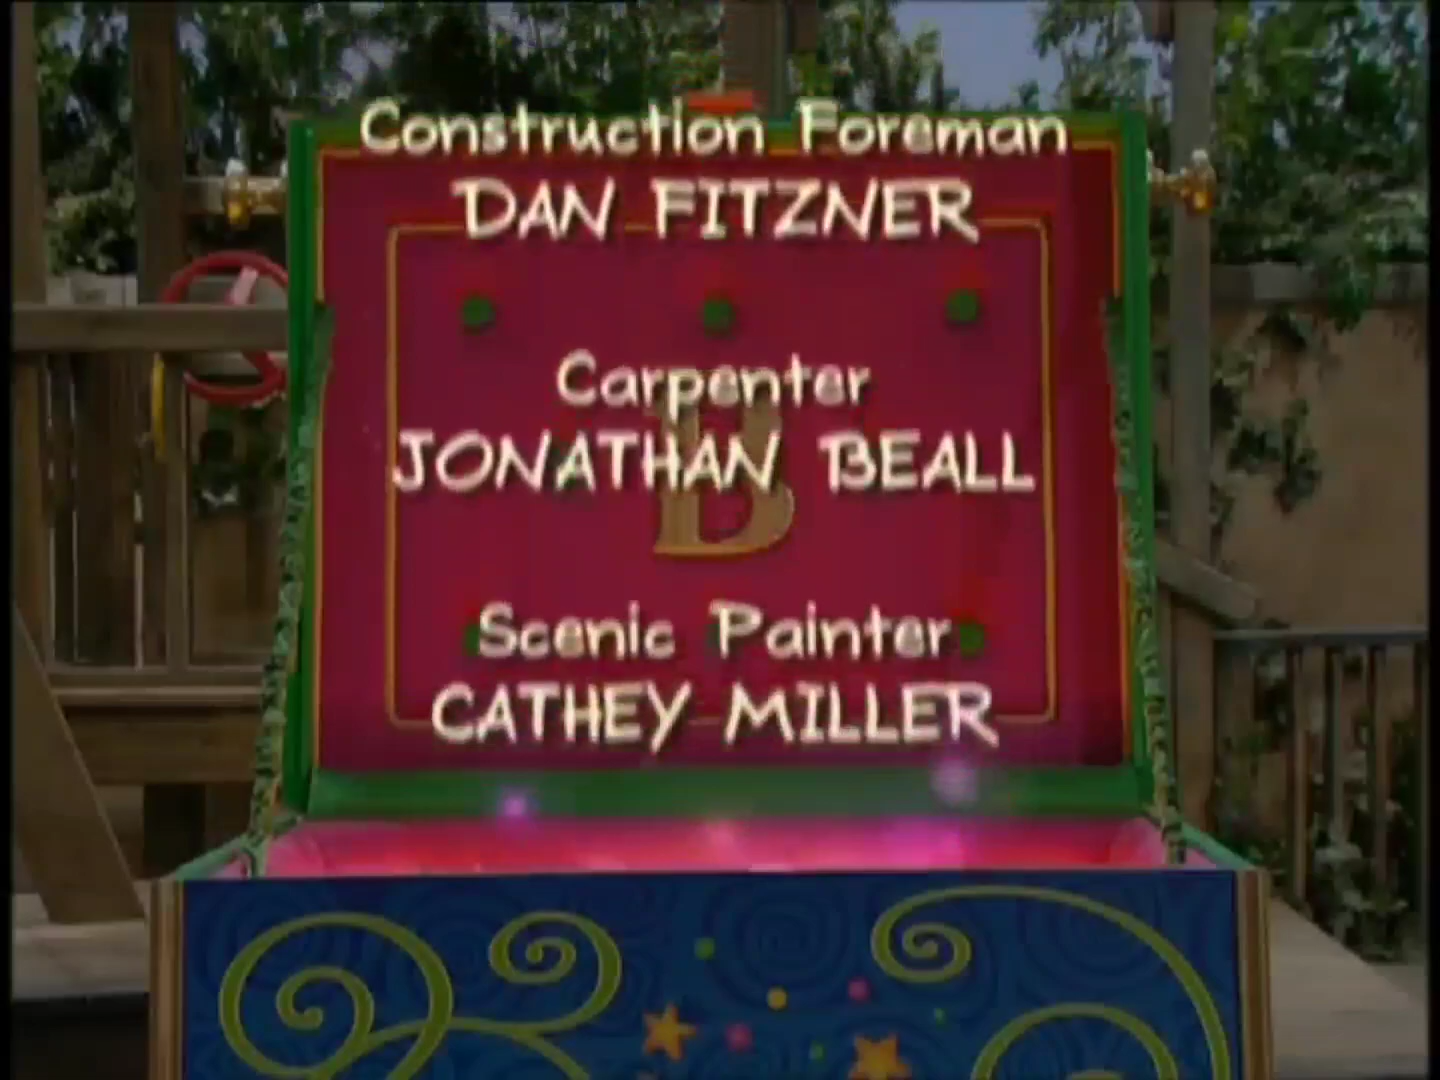 Construction Foreman
DAN FITZNER
Carpenter
JONATHAN BEALL
B
Scenic Painter
CATHEY MILLER